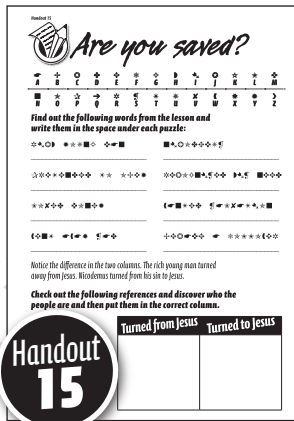 Handout 15
Are you saved?
A B C D E F G H I J K L M
N O P Q R S T U V W X Y Z
Find out the following words from the lesson and
write them in the space under each puzzle:
Notice the difference in the two columns. The rich young man turned
away from Jesus. Nicodemus turned from his sin to Jesus.
Check out the following references and discover who the
people are and then put them in the correct column.
Turned from Jesus Turned to Jesus
Handout
15